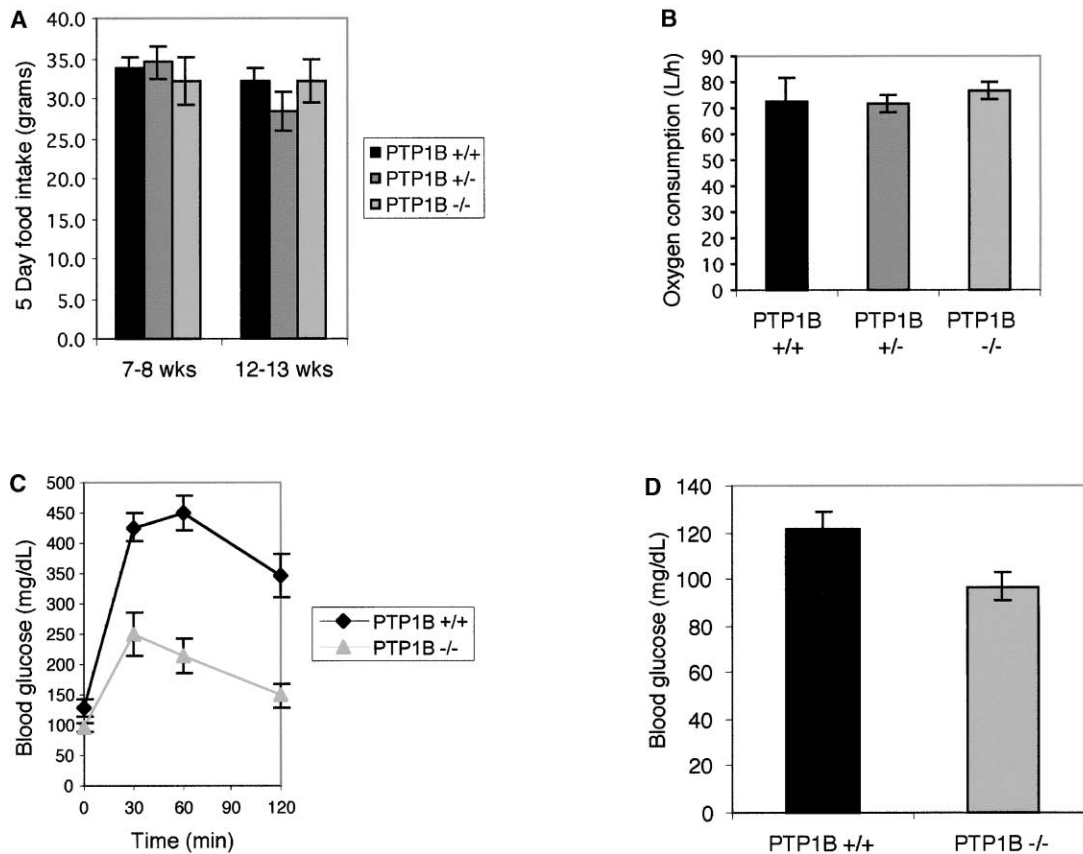 A
5 Day food intake (grams)
40.0
35.0
30.0
25.0
20.0
15.0
10.0
5.0
0.0
7-8 wks
12-13 wks
PTP1B +/+
PTP1B +/-
PTP1B -/-
B
Oxygen consumption (L/h)
90
80
70
60
50
40
30
20
10
0
PTP1B
+/+
PTP1B
+/-
PTP1B
-/-
C
Blood glucose (mg/dL)
500
450
400
350
300
250
200
150
100
50
0
0
30
60
90
120
Time (min)
PTP1B +/+
PTP1B -/-
D
Blood glucose (mg/dL)
140
120
100
80
60
40
20
0
PTP1B +/+
PTP1B -/-